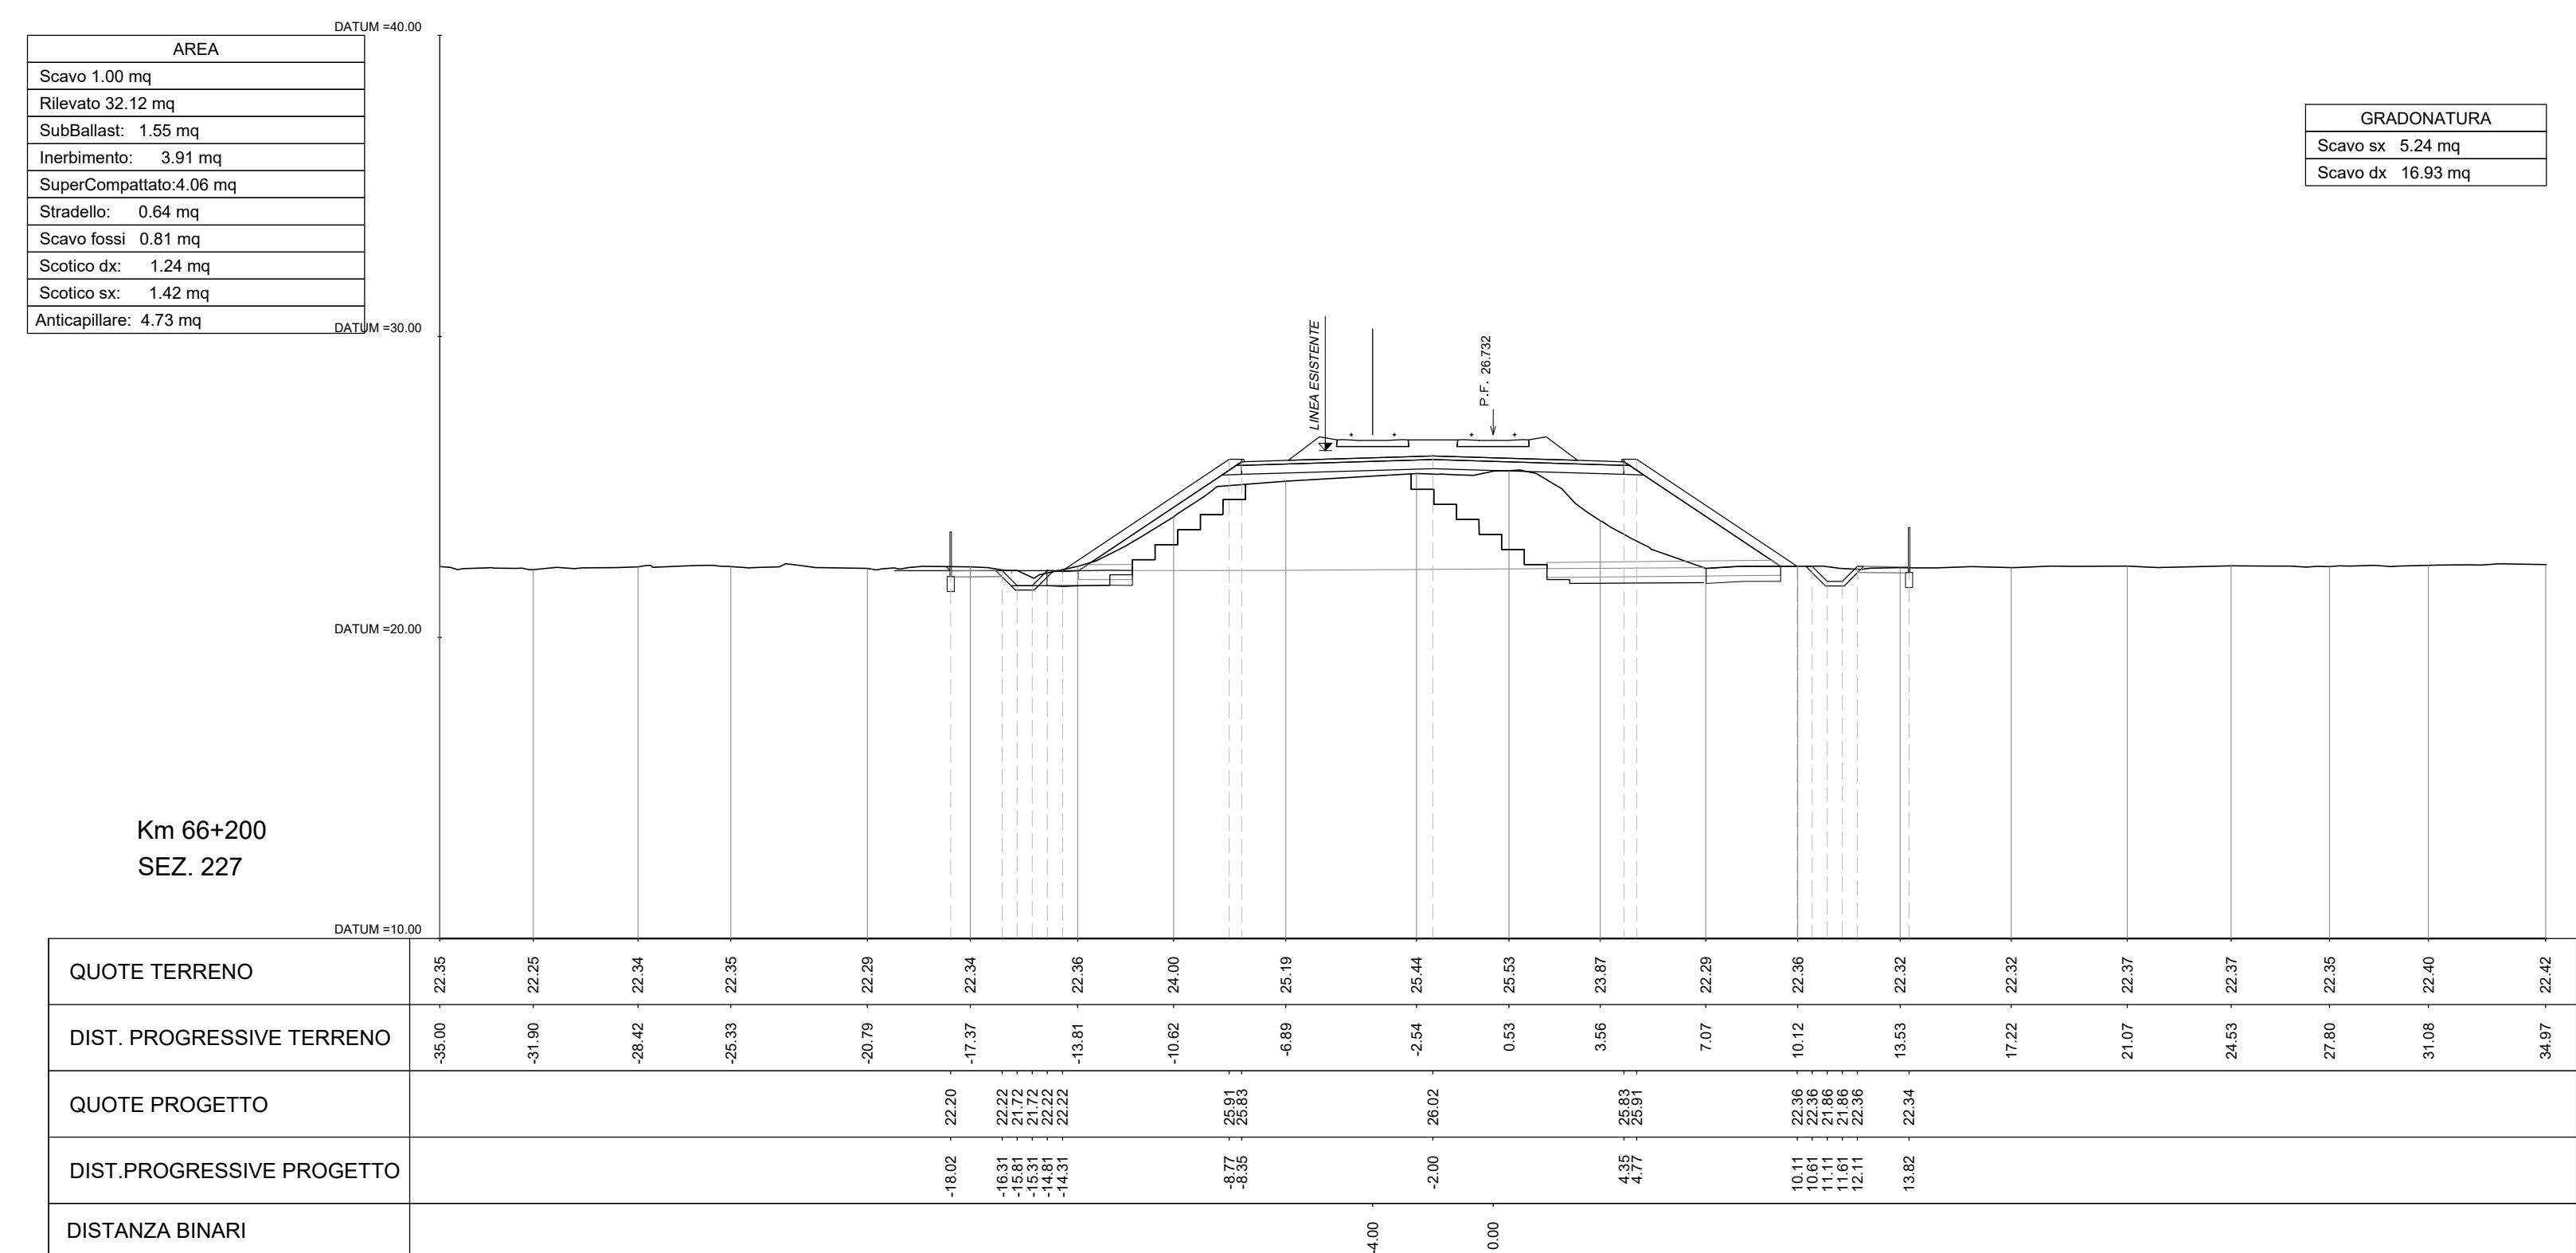 DATUM =40.00
AREA
Scavo 1.00 mq
Rilevato 32.12 mq
SubBallast: 1.55 mq
Inerbimento: 3.91 mq
SuperCompattato:4.06 mq
Stradello: 0.64 mq
Scavo fossi 0.81 mq
Scotico dx: 1.24 mq
Scotico sx: 1.42 mq
Anticapillare: 4.73 mq
GRADONATURA
Scavo sx 5.24 mq
Scavo dx 16.93 mq
DATUM =30.00
LINEA ESISTENTE
P.F. 26.732
DATUM =20.00
Km 66+200
SEZ. 227
DATUM =10.00
QUOTE TERRENO 22.35 22.25 22.34 22.35 22.29 22.34 22.36 24.00 25.19 25.44 25.53 23.87 22.29 22.36 22.32 22.32 22.37 22.37 22.35 22.40 22.42
DIST. PROGRESSIVE TERRENO -35.00 -31.90 -28.42 -25.33 -20.79 -17.37 -13.81 -10.62 -6.89 -2.54 0.53 3.56 7.07 10.12 13.53 17.22 21.07 24.53 27.80 31.08 34.97
QUOTE PROGETTO 22.20 22.22 21.72 21.72 22.22 22.22 25.91 25.83 26.02 25.83 25.91 22.36 22.36 21.86 21.86 22.36 22.34
DIST.PROGRESSIVE PROGETTO -18.02 -16.31 -15.81 -15.31 -14.81 -14.31 -8.77 -8.35 -2.00 4.35 4.77 10.11 10.61 11.11 11.61 12.11 13.82
DISTANZA BINARI -4.00 0.00